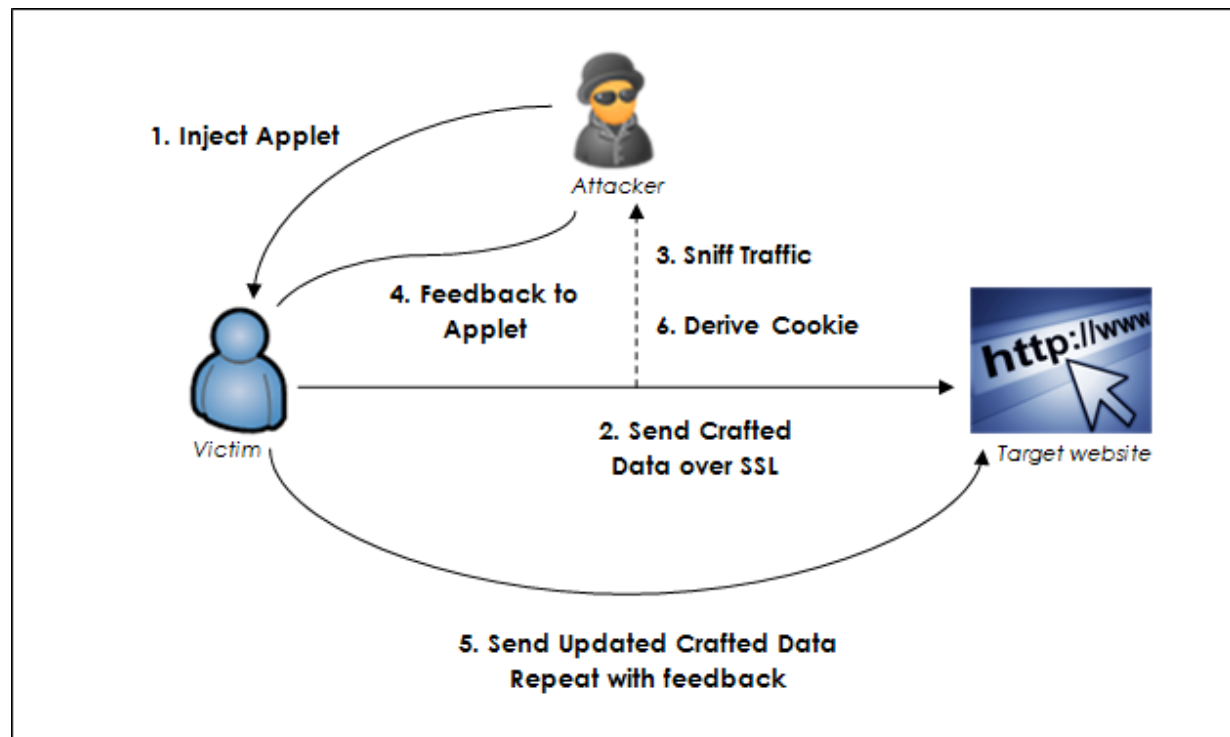 1. Inject Applet
Attacker
3. Sniff Traffic
4. Feedback to
Applet
6. Derive Cookie
http://www
Victim
2. Send Crafted
Data over SSL
Target website
5. Send Updated Crafted Data
Repeat with feedback